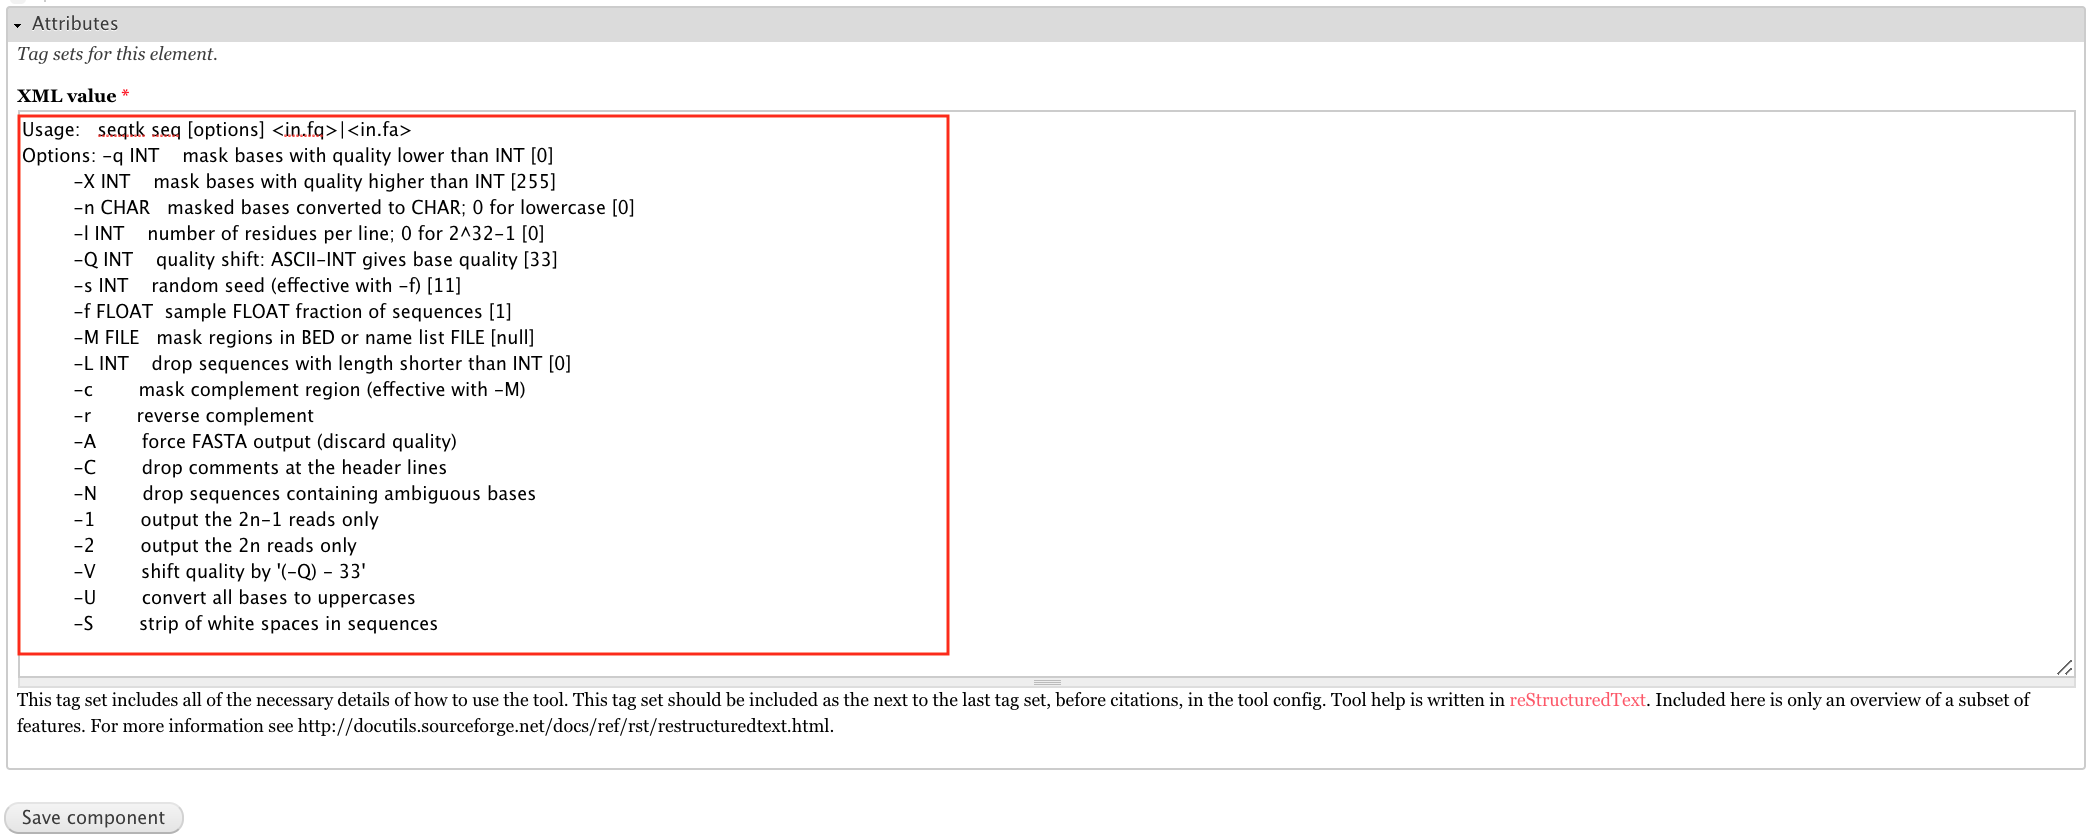 Attributes
Tag sets for this element.
XML value *
Usage:   seqtk seq [options] <in.fq>|<in.fa>
Options: -q INT    mask bases with quality lower than INT [0]
         -X INT    mask bases with quality higher than INT [255]
         -n CHAR   masked bases converted to CHAR; 0 for lowercase [0]
         -l INT    number of residues per line; 0 for 2^32-1 [0]
         -Q INT    quality shift: ASCII-INT gives base quality [33]
         -s INT    random seed (effective with -f) [11]
         -f FLOAT  sample FLOAT fraction of sequences [1]
         -M FILE   mask regions in BED or name list FILE [null]
         -L INT    drop sequences with length shorter than INT [0]
         -c        mask complement region (effective with -M)
         -r        reverse complement
         -A        force FASTA output (discard quality)
         -C        drop comments at the header lines
         -N        drop sequences containing ambiguous bases
         -1        output the 2n-1 reads only
         -2        output the 2n reads only
         -V        shift quality by '(-Q) - 33'
         -U        convert all bases to uppercases
         -S        strip of white spaces in sequences
This tag set includes all of the necessary details of how to use the tool. This tag set should be included as the next to the last tag set, before citations, in the tool config. Tool help is written in reStructuredText. Included here is only an overview of a subset of
features. For more information see http://docutils.sourceforge.net/docs/ref/rst/restructuredtext.html.
Save component